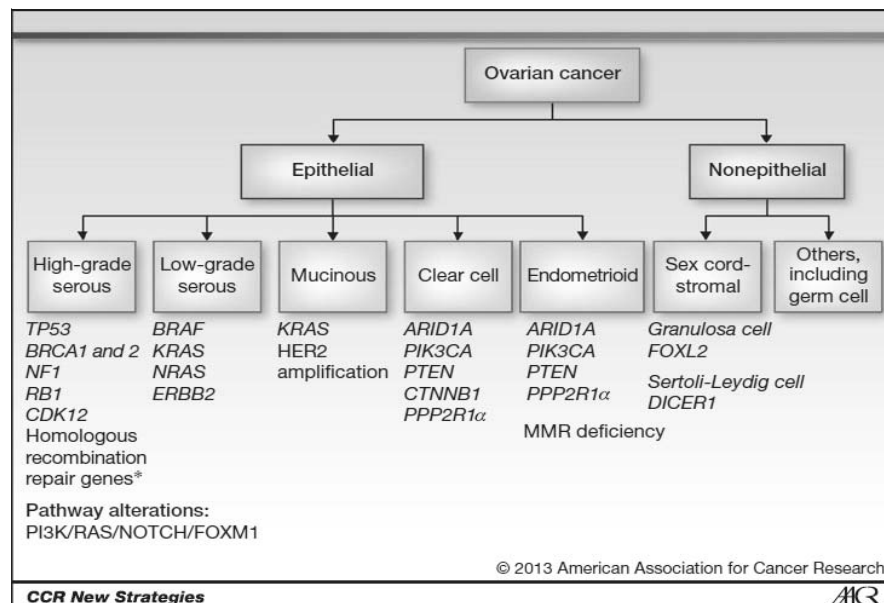 Ovarian cancer
Epithelial
Nonepithelial
High-grade
serous
Low-grade
serous
Mucinous
Clear cell
Endometrioid
Sex cord-
stromal
Others,
including
germ cell
TP53
BRCA1 and 2
NF1
RB1
CDK12
Homologous
recombination
repair genes*
Pathway alterations:
PI3K/RAS/NOTCH/FOXM1
BRAF
KRAS
NRAS
ERBB2
KRAS
HER2
amplification
ARID1A
PIK3CA
PTEN
CTNNB1
PPP2R1α
ARID1A
PIK3CA
PTEN
PPP2R1α
MMR deficiency
Granulosa cell
FOXL2
Sertoli-Leydig cell
DICER1
© 2013 American Association for Cancer Research
CCR New Strategies
AACR